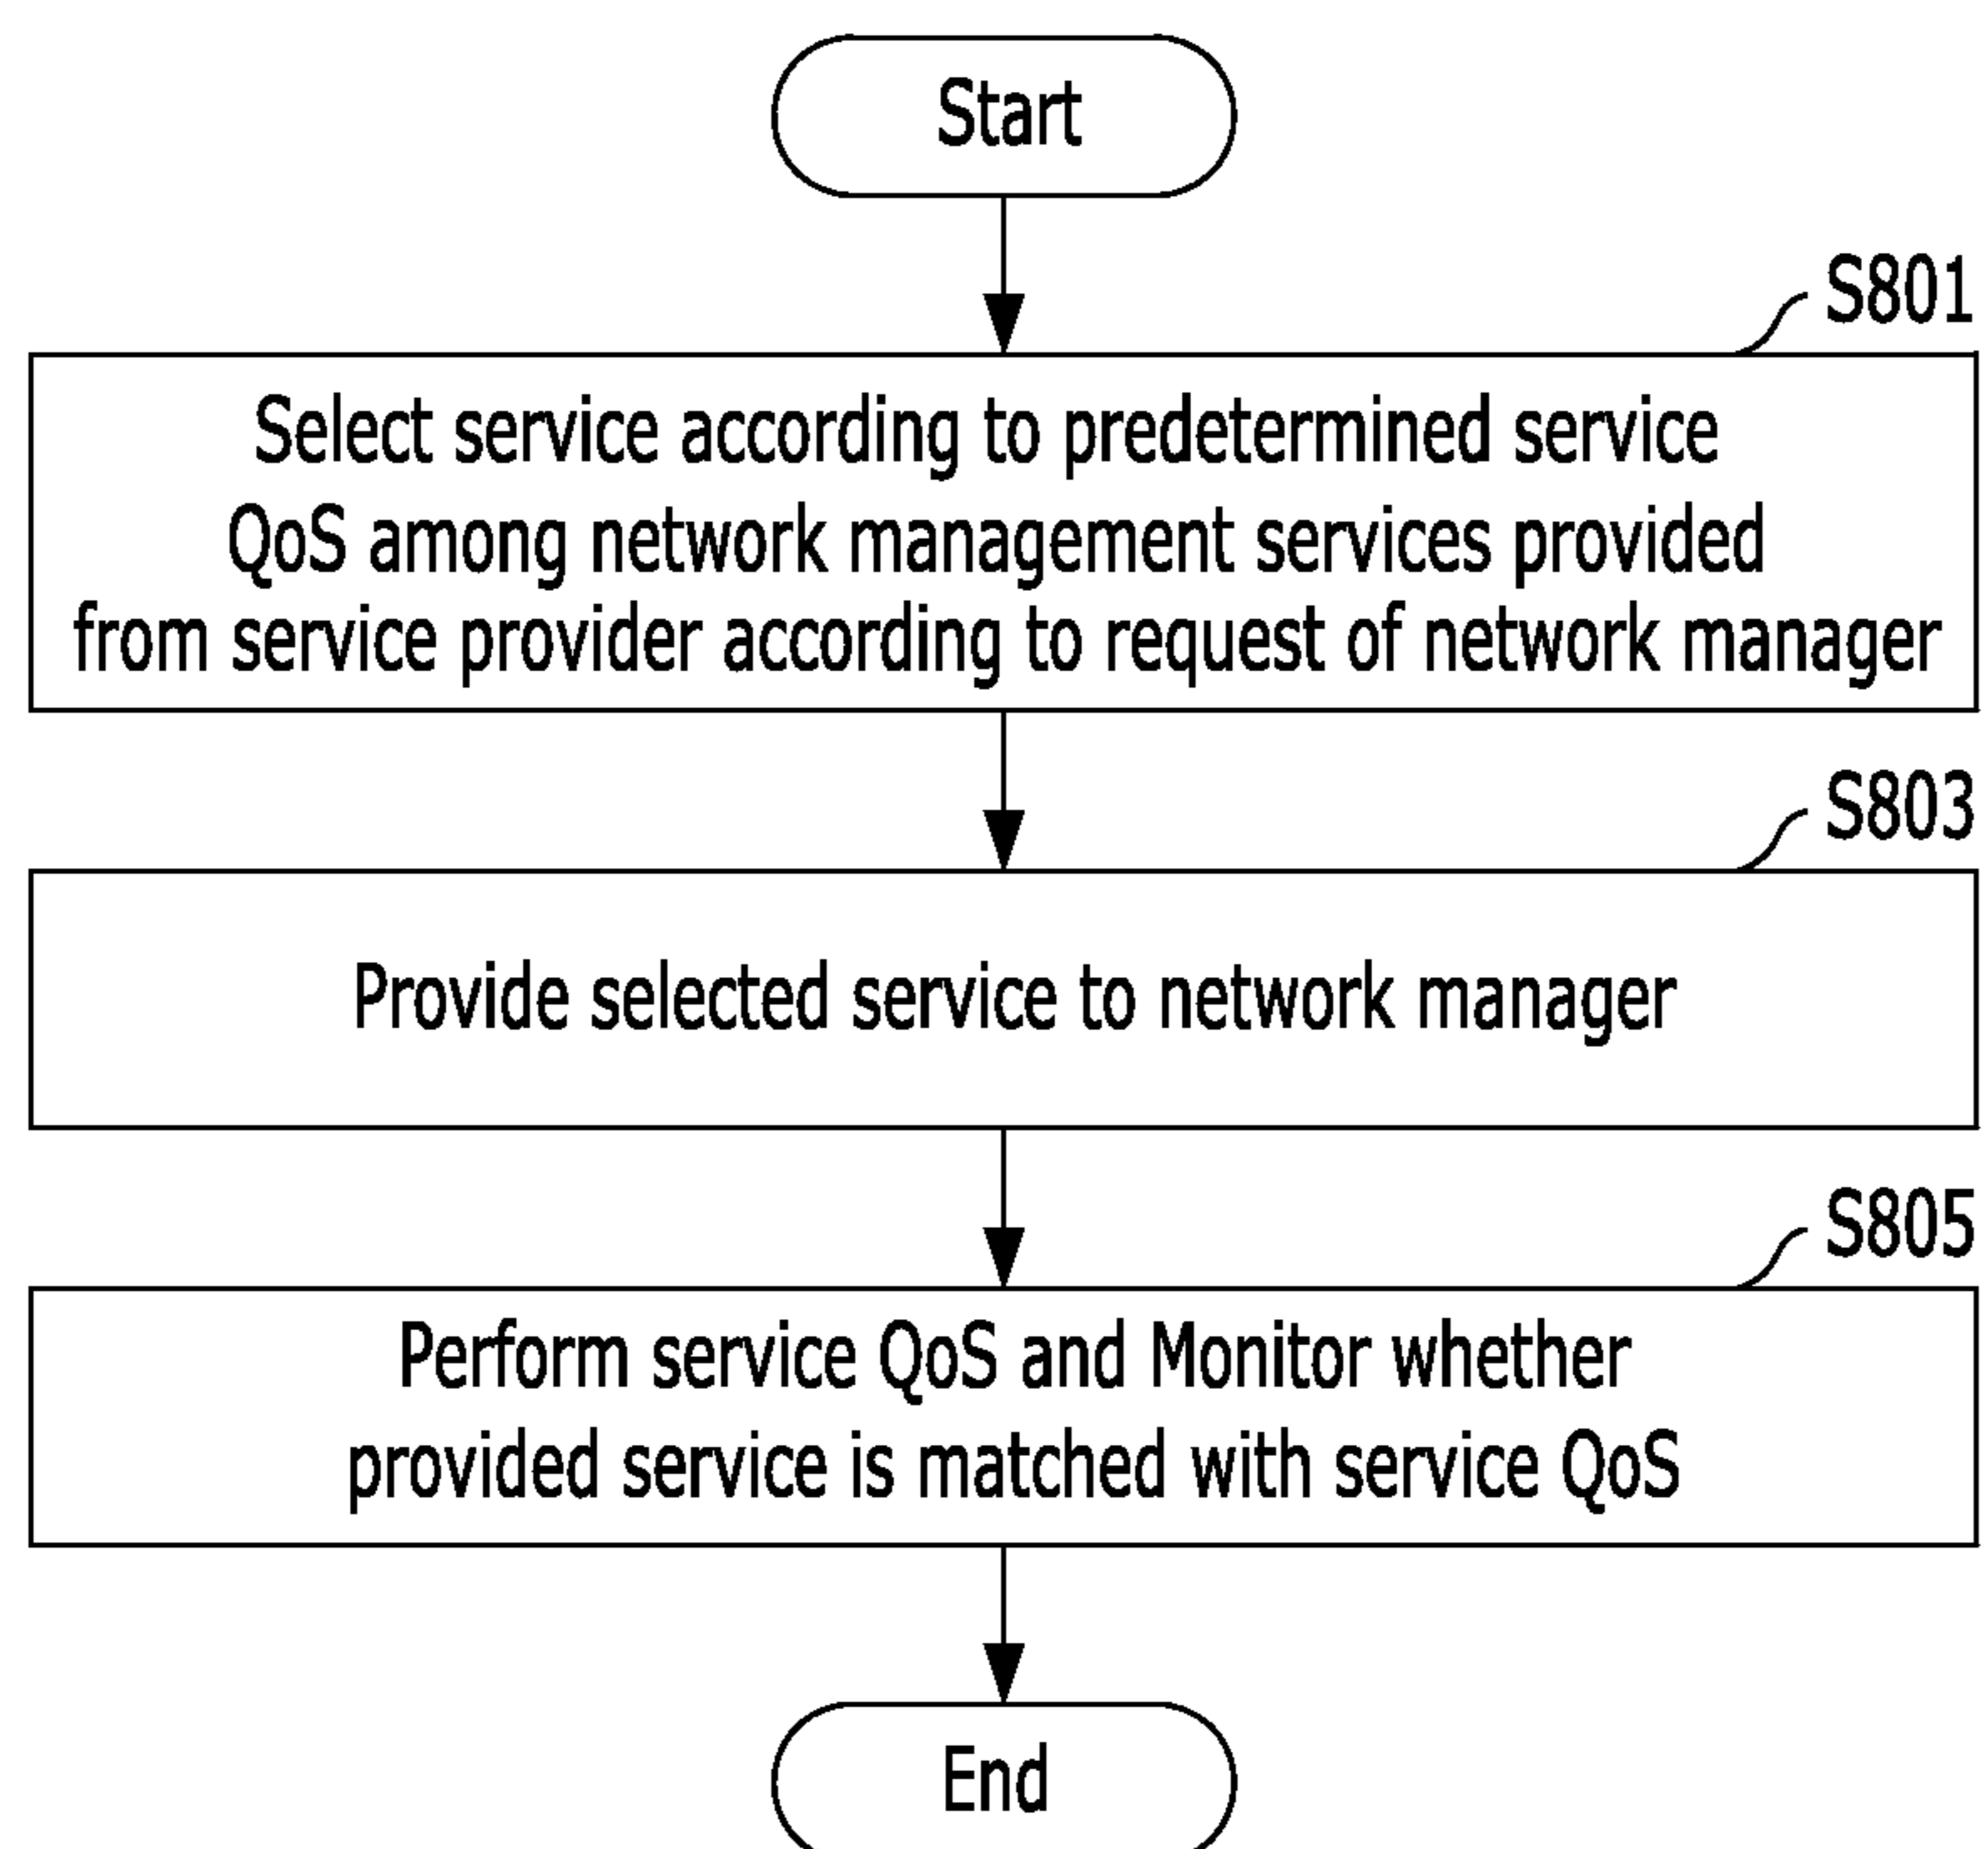 Start
S801
Select service according to predetermined service
QoS among network management services provided
from service provider according to request of network manager
S803
Provide selected service to network manager
S805
Perform service QoS and Monitor whether
provided service is matched with service QoS
End